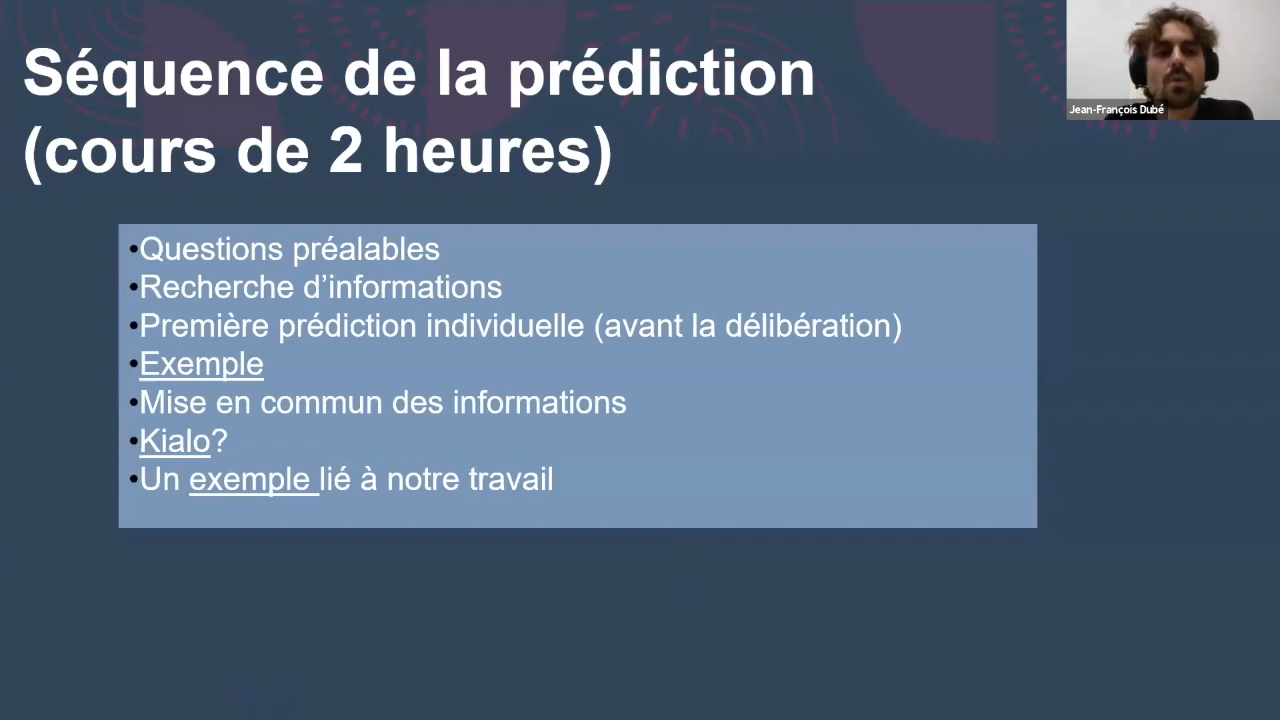 Séquence de la prédiction
(cours de 2 heures)
Jean-François Dubé
•Questions préalables
•Recherche d’informations
•Première prédiction individuelle (avant la délibération)
•Exemple
•Mise en commun des informations
•Kialo?
•Un exemple lié à notre travail